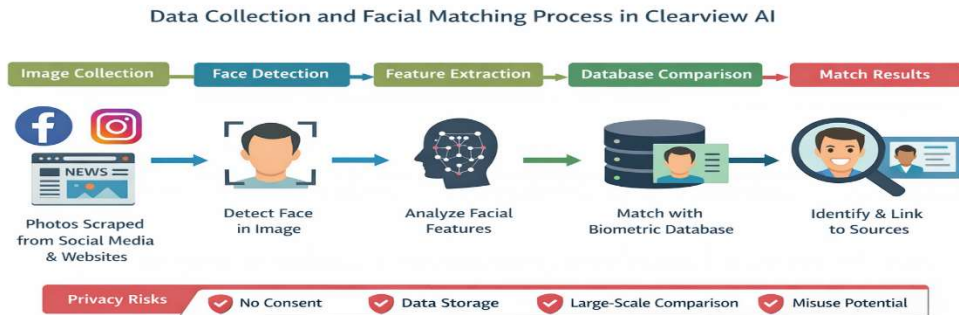 Data Collection and Facial Matching Process in Clearview AI
Image Collection
Face Detection
Feature Extraction
Database Comparison
Match Results
NEWS
Photos Scraped
from Social Media
& Websites
Detect Face
in Image
Analyze Facial
Features
Match with
Biometric Database
Identify & Link
to Sources
Privacy Risks
No Consent
Data Storage
Large-Scale Comparison
Misuse Potential